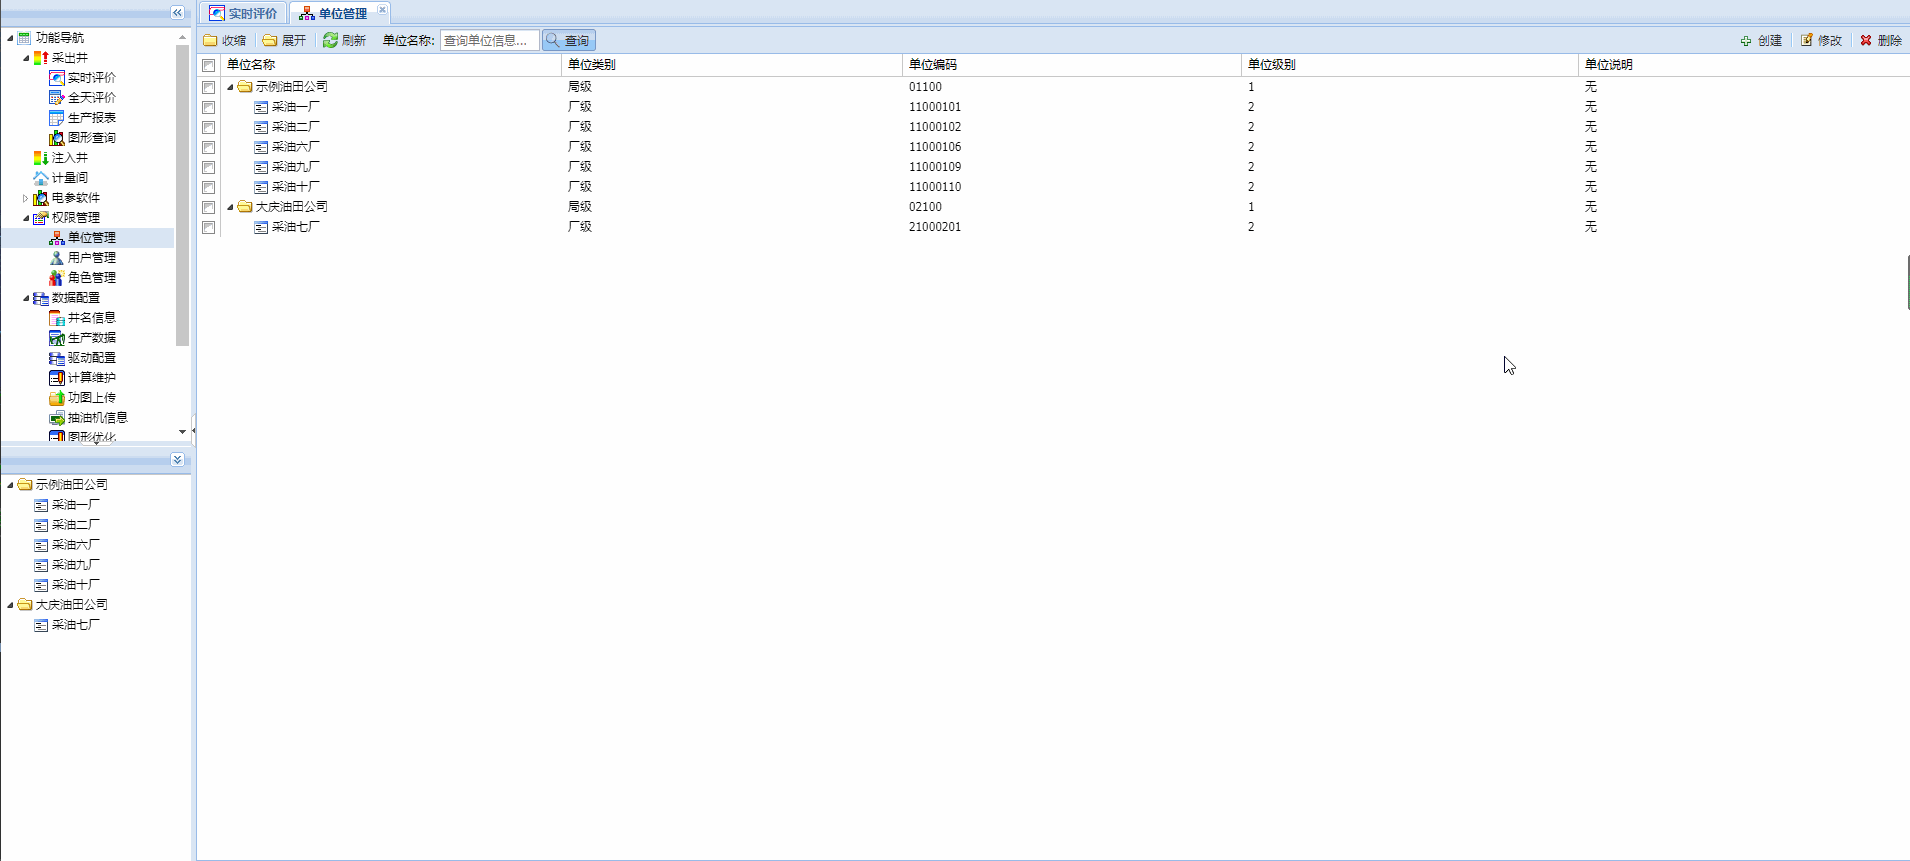 功能导航
采出井
实时评价
全天评价
生产报表
图形查询
注入井
计量间
电参软件
权限管理
单位管理
用户管理
角色管理
数据配置
井名信息
生产数据
驱动配置
计算维护
功图上传
抽油机信息
图形优化
示例油田公司
采油一厂
采油二厂
采油六厂
采油九厂
采油十厂
大庆油田公司
采油七厂
实时评价 单位管理
收缩 展开 刷新 单位名称: 查询单位信息... 查询 创建 修改 删除
单位名称 单位类别 单位编码 单位级别 单位说明
示例油田公司 局级 01100 1 无
采油一厂 厂级 11000101 2 无
采油二厂 厂级 11000102 2 无
采油六厂 厂级 11000106 2 无
采油九厂 厂级 11000109 2 无
采油十厂 厂级 11000110 2 无
大庆油田公司 局级 02100 1 无
采油七厂 厂级 21000201 2 无